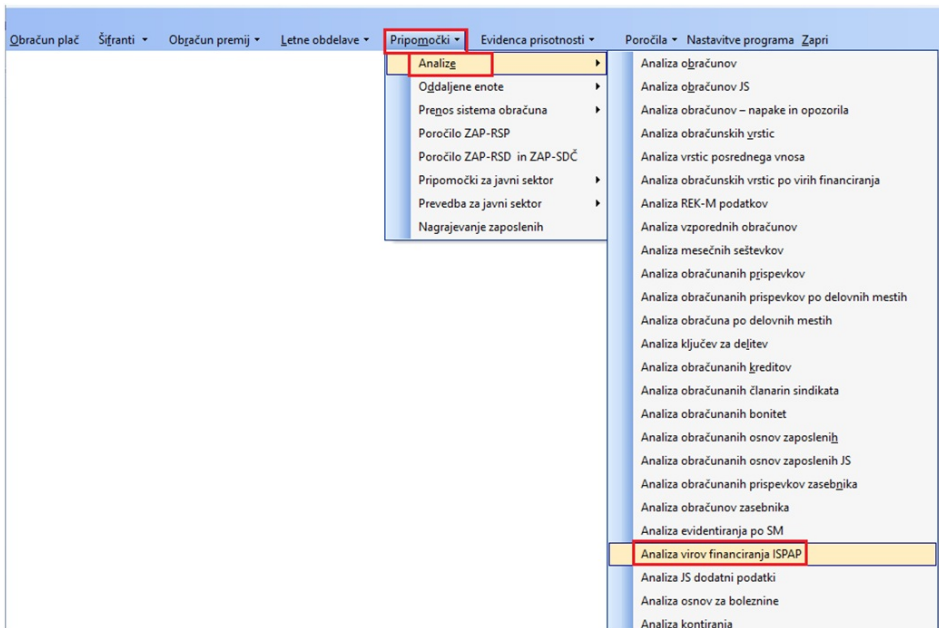 Obračun plač Šifranti Obračun premij Letne obdelave Pripomočki Evidenca prisotnosti Poročila Nastavitve programa Zapri
Analize
Oddaljene enote
Prenos sistema obračuna
Poročilo ZAP-RSP
Poročilo ZAP-RSD in ZAP-SDČ
Pripomočki za javni sektor
Prevedba za javni sektor
Nagrajevanje zaposlenih
Analiza obračunov
Analiza obračunov JS
Analiza obračunov – napake in opozorila
Analiza obračunskih vrstic
Analiza vrstic posrednega vnosa
Analiza obračunskih vrstic po virih financiranja
Analiza REK-M podatkov
Analiza vzporednih obračunov
Analiza mesečnih seštevkov
Analiza obračunanih prispevkov
Analiza obračunanih prispevkov po delovnih mestih
Analiza obračuna po delovnih mestih
Analiza ključev za delitev
Analiza obračunanih kreditov
Analiza obračunanih članarin sindikata
Analiza obračunanih bonitet
Analiza obračunanih osnov zaposlenih
Analiza obračunanih osnov zaposlenih JS
Analiza obračunanih prispevkov zasebnika
Analiza obračunov zasebnika
Analiza evidentiranja po SM
Analiza virov financiranja ISPAP
Analiza JS dodatni podatki
Analiza osnov za boleznine
Analiza kontiranja